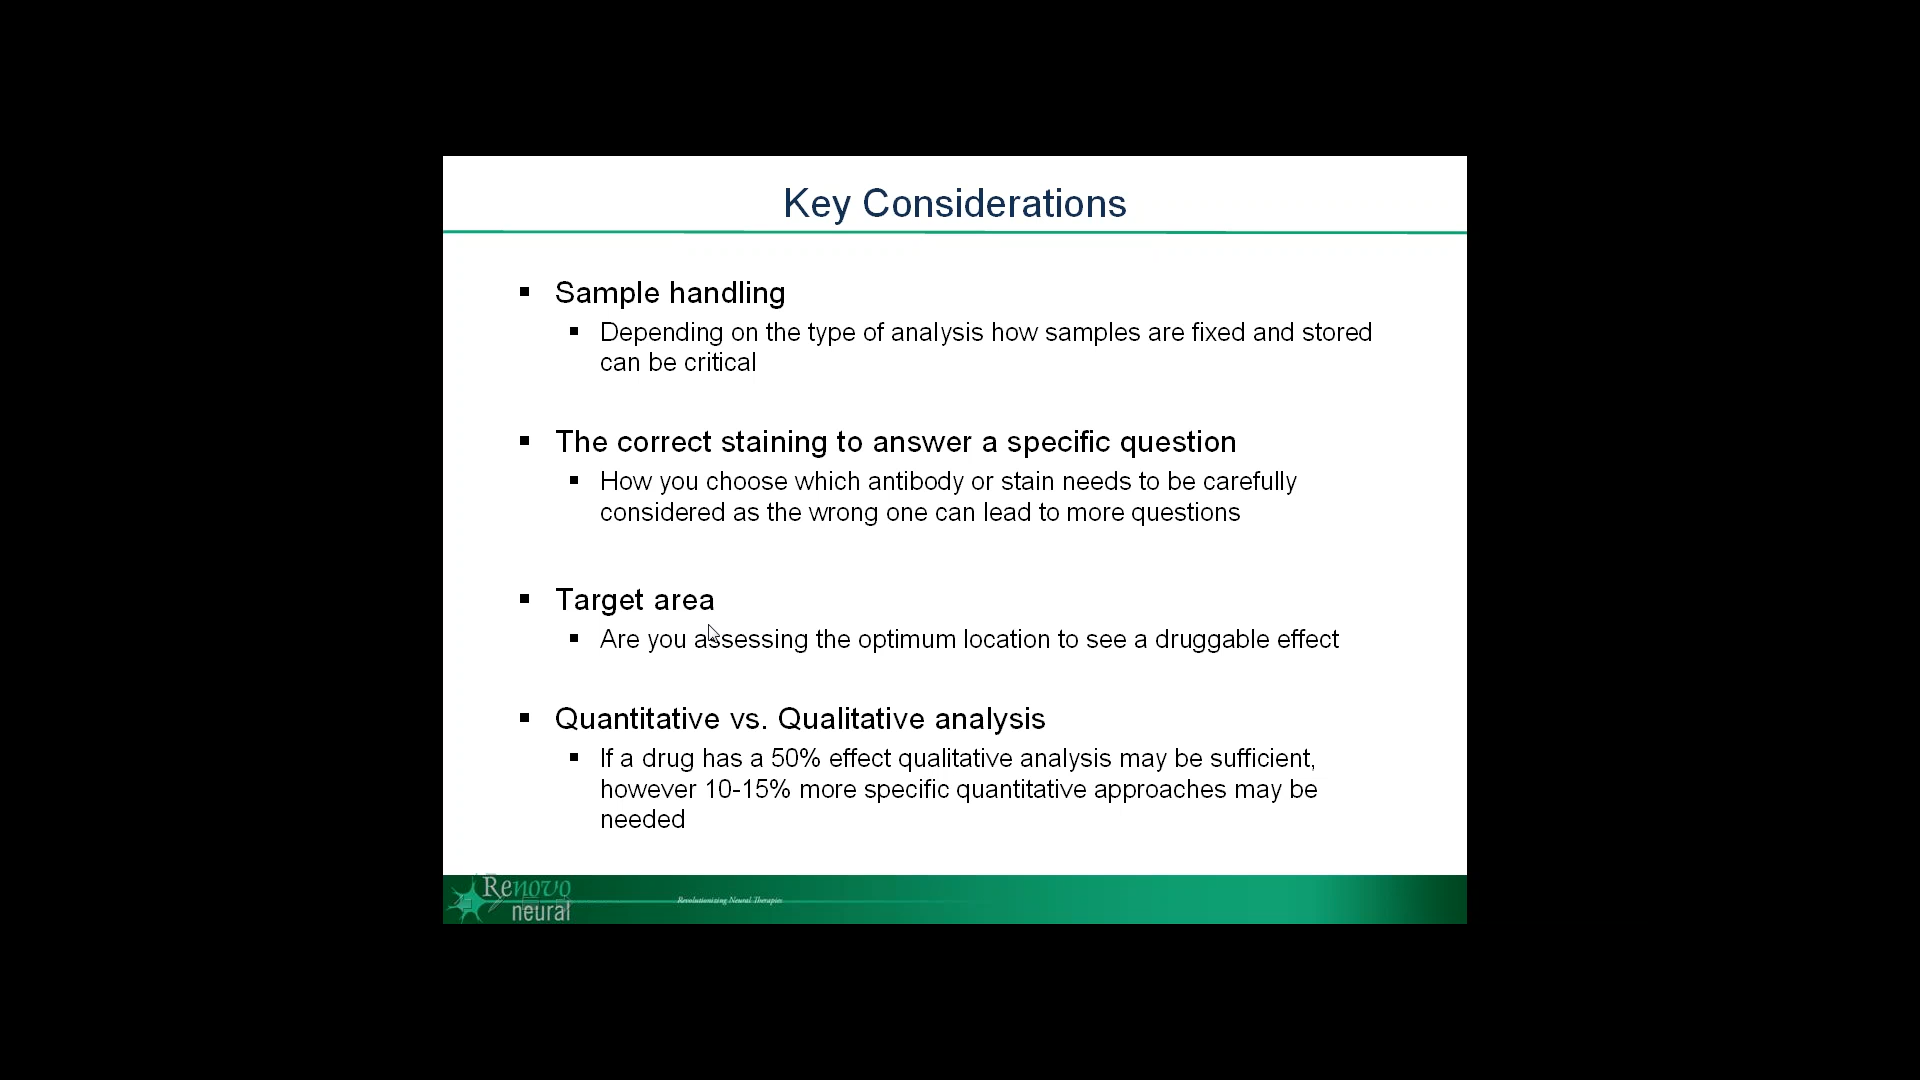 Key Considerations
Sample handling
Depending on the type of analysis how samples are fixed and stored
can be critical
The correct staining to answer a specific question
How you choose which antibody or stain needs to be carefully
considered as the wrong one can lead to more questions
Target area
Are you assessing the optimum location to see a druggable effect
Quantitative vs. Qualitative analysis
If a drug has a 50% effect qualitative analysis may be sufficient,
however 10-15% more specific quantitative approaches may be
needed
Renovo
neural
Revolutionizing Neural Therapies